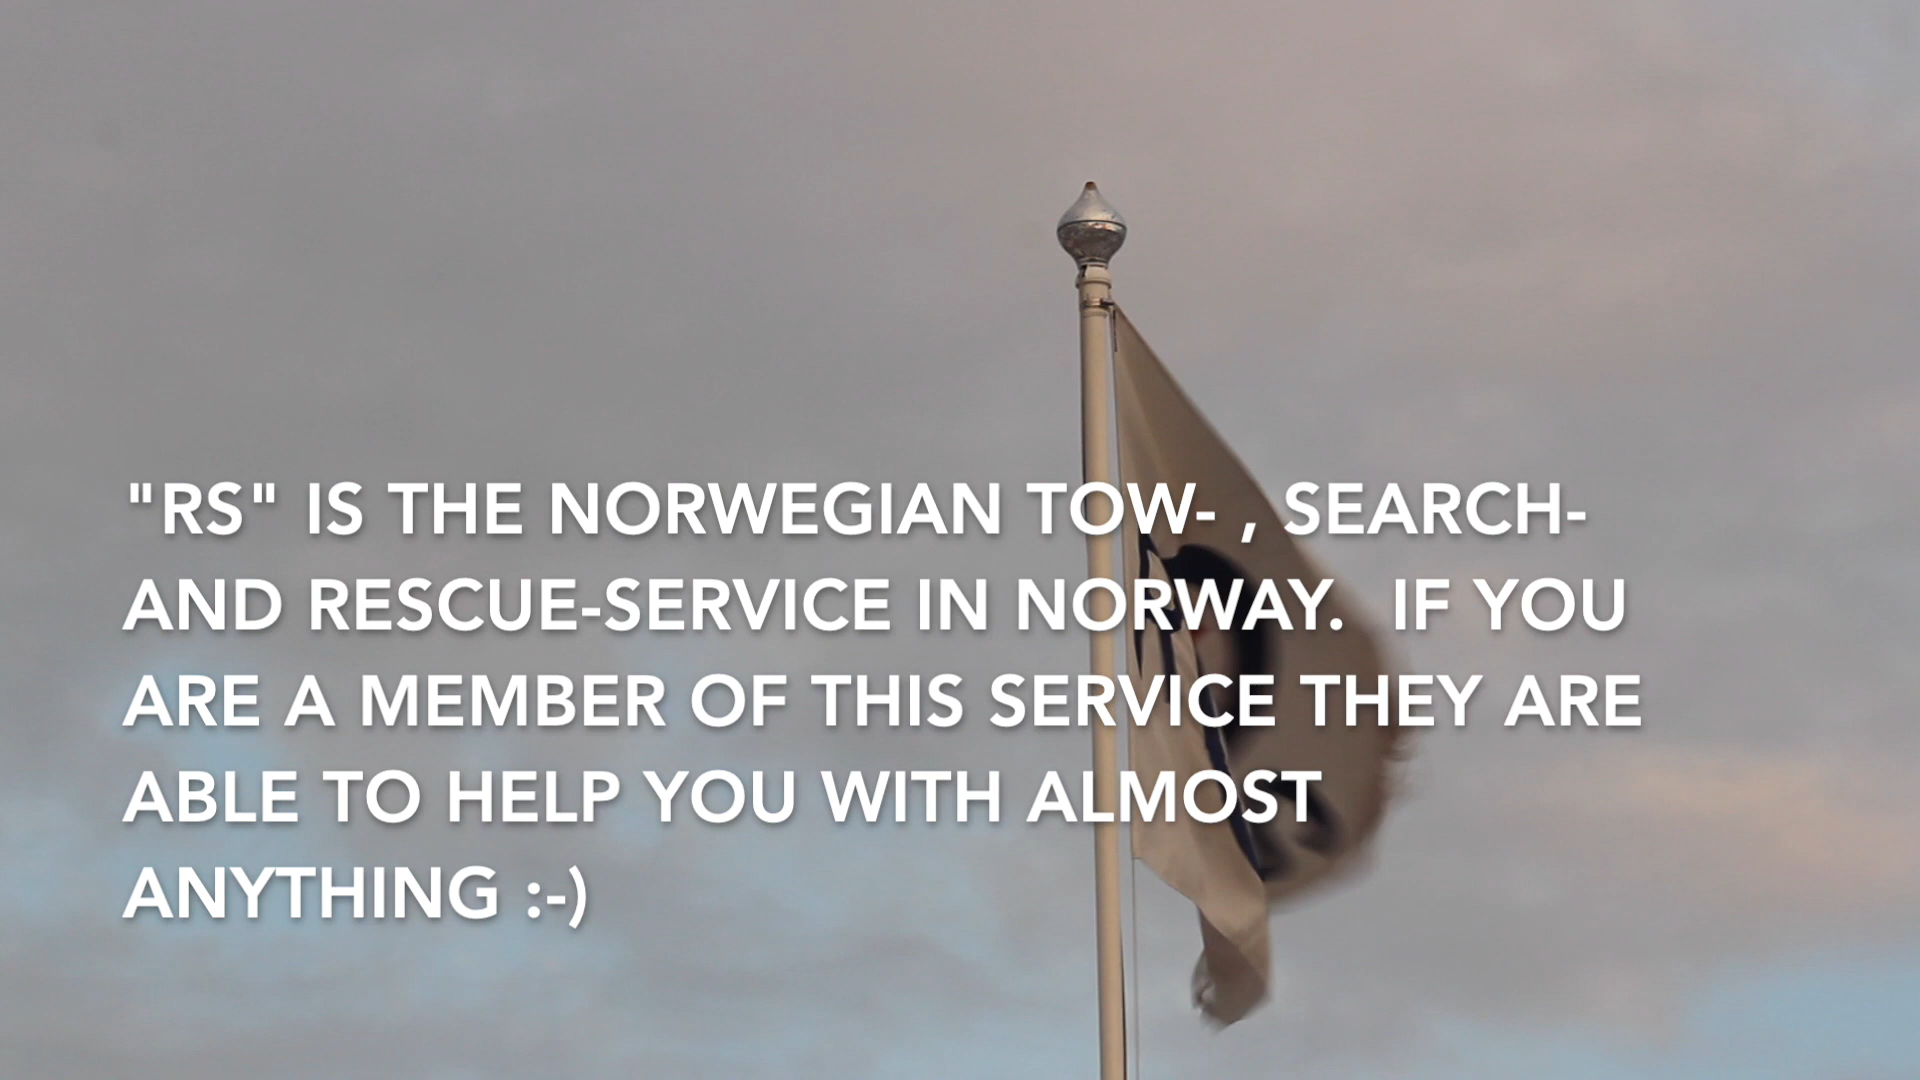 "RS" IS THE NORWEGIAN TOW- , SEARCH-
AND RESCUE-SERVICE IN NORWAY.  IF YOU
ARE A MEMBER OF THIS SERVICE THEY ARE
ABLE TO HELP YOU WITH ALMOST
ANYTHING :-)